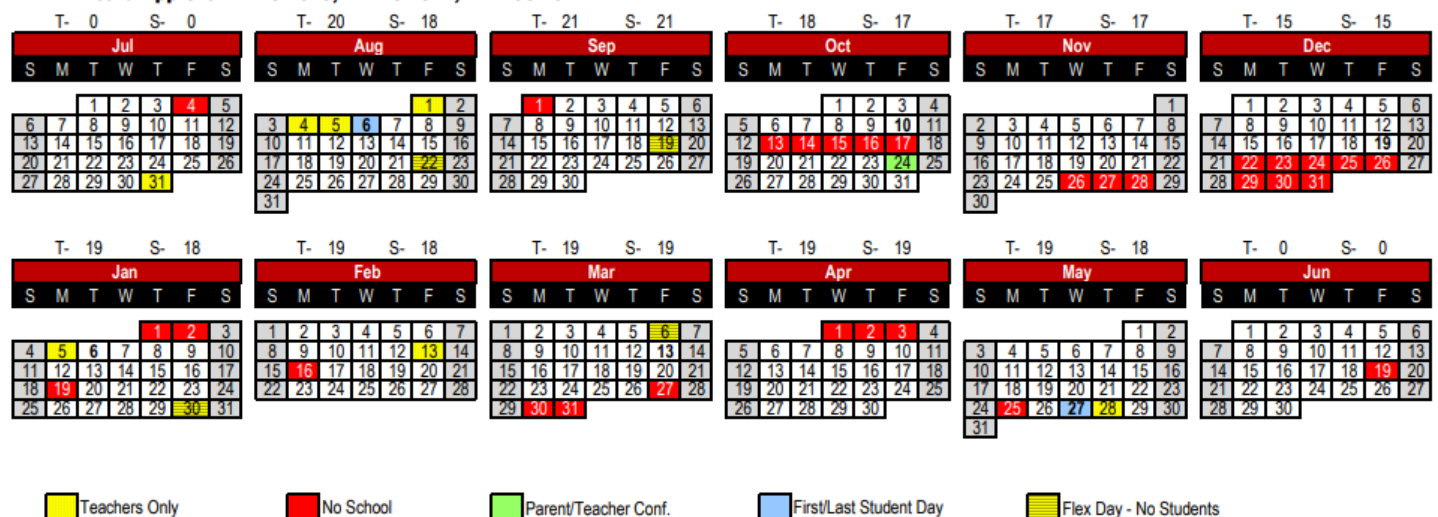 T- 0 S- 0 T- 20 S- 18 T- 21 S- 21 T- 18 S- 17 T- 17 S- 17 T- 15 S- 15
Jul Aug Sep Oct Nov Dec
S M T W T F S S M T W T F S S M T W T F S S M T W T F S S M T W T F S S M T W T F S
1 2 3 4 5 1 2 1 2 3 4 5 6 1 2 3 4 1 1 2 3 4 5 6
6 7 8 9 10 11 12 3 4 5 6 7 8 9 7 8 9 10 11 12 13 5 6 7 8 9 10 11 2 3 4 5 6 7 8 7 8 9 10 11 12 13
13 14 15 16 17 18 19 10 11 12 13 14 15 16 14 15 16 17 18 19 20 12 13 14 15 16 17 18 9 10 11 12 13 14 15 14 15 16 17 18 19 20
20 21 22 23 24 25 26 17 18 19 20 21 22 23 21 22 23 24 25 26 27 19 20 21 22 23 24 25 16 17 18 19 20 21 22 21 22 23 24 25 26 27
27 28 29 30 31 24 25 26 27 28 29 30 28 29 30 26 27 28 29 30 31 23 24 25 26 27 28 29 28 29 30 31
31 30
T- 19 S- 18 T- 19 S- 18 T- 19 S- 19 T- 19 S- 19 T- 19 S- 18 T- 0 S- 0
Jan Feb Mar Apr May Jun
S M T W T F S S M T W T F S S M T W T F S S M T W T F S S M T W T F S S M T W T F S
1 2 3 1 2 3 4 5 6 7 1 2 3 4 5 6 7 1 2 3 4 1 2 1 2 3 4 5 6
4 5 6 7 8 9 10 8 9 10 11 12 13 14 8 9 10 11 12 13 14 5 6 7 8 9 10 11 3 4 5 6 7 8 9 7 8 9 10 11 12 13
11 12 13 14 15 16 17 15 16 17 18 19 20 21 15 16 17 18 19 20 21 12 13 14 15 16 17 18 10 11 12 13 14 15 16 14 15 16 17 18 19 20
18 19 20 21 22 23 24 22 23 24 25 26 27 28 22 23 24 25 26 27 28 19 20 21 22 23 24 25 17 18 19 20 21 22 23 21 22 23 24 25 26 27
25 26 27 28 29 30 31 29 30 31 26 27 28 29 30 24 25 26 27 28 29 30 28 29 30
31
Teachers Only No School Parent/Teacher Conf. First/Last Student Day Flex Day - No Students